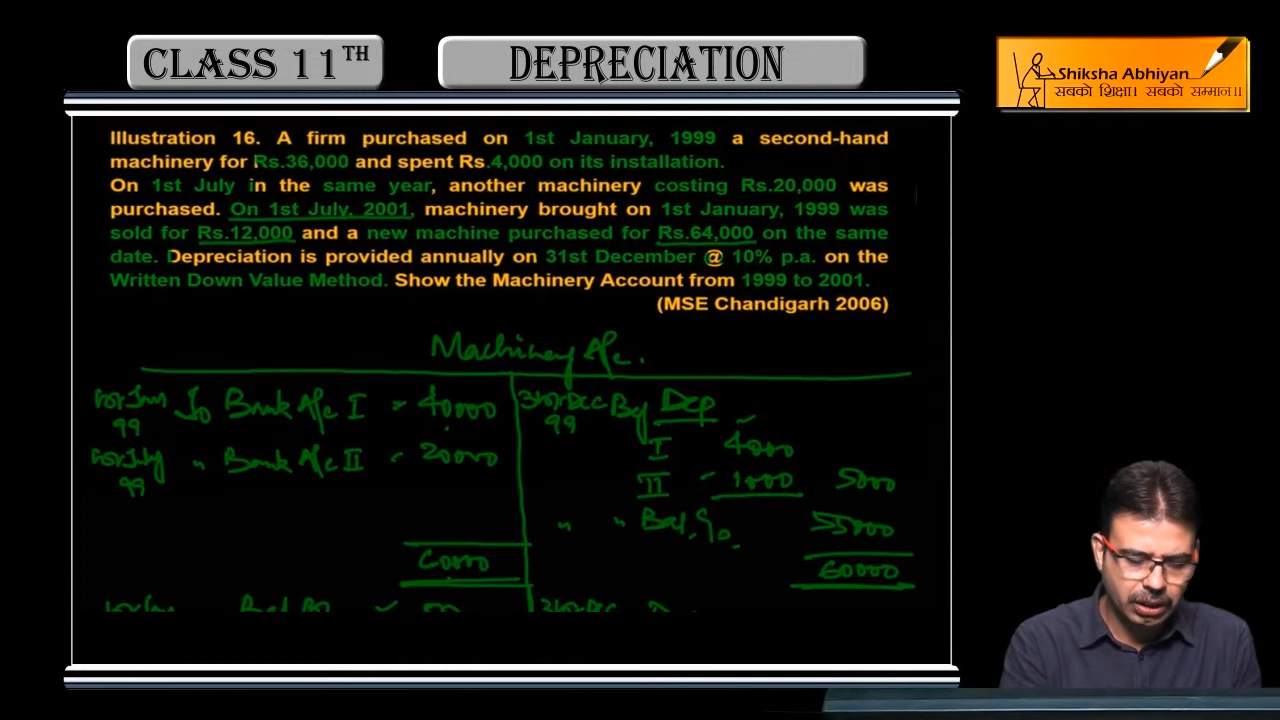 CLASS 11TH
DEPRECIATION
Shiksha Abhiyan
सबको शिक्षा। सबको सम्मान।।
Illustration 16. A firm purchased on 1st January, 1999 a second-hand
machinery for Rs.36,000 and spent Rs.4,000 on its installation.
On 1st July in the same year, another machinery costing Rs.20,000 was
purchased. On 1st July, 2001, machinery brought on 1st January, 1999 was
sold for Rs.12,000 and a new machine purchased for Rs.64,000 on the same
date. Depreciation is provided annually on 31st December @ 10% p.a. on the
Written Down Value Method. Show the Machinery Account from 1999 to 2001.
(MSE Chandigarh 2006)
Machinery A/c.
1st Jan 99 To Bank A/c I 40000
31st Dec 99 By Dep
I 4000
1st July 99 " Bank A/c II 20000
II 1000 5000
" " Bal. c/o. 55000
60000
60000